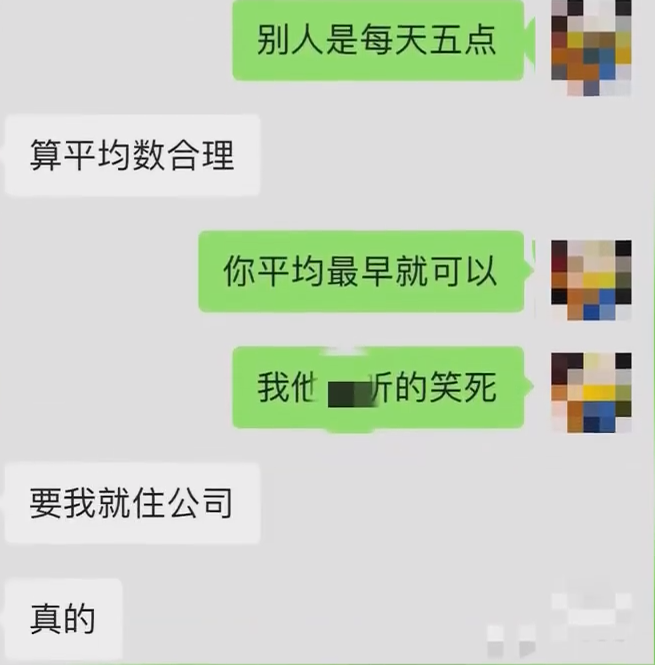 别人是每天五点
算平均数合理
你平均最早就可以
我他 听的笑死
要我就住公司
真的